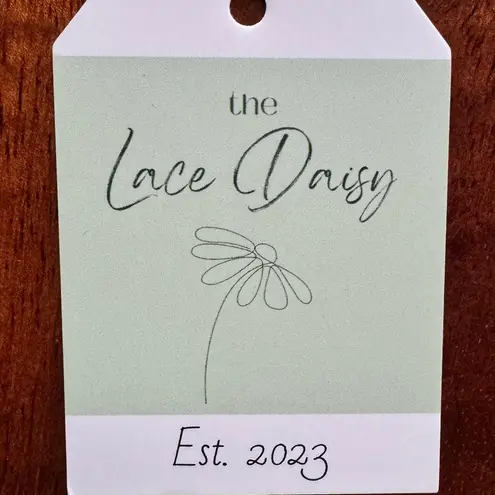 the
Lace Daisy
Est. 2023